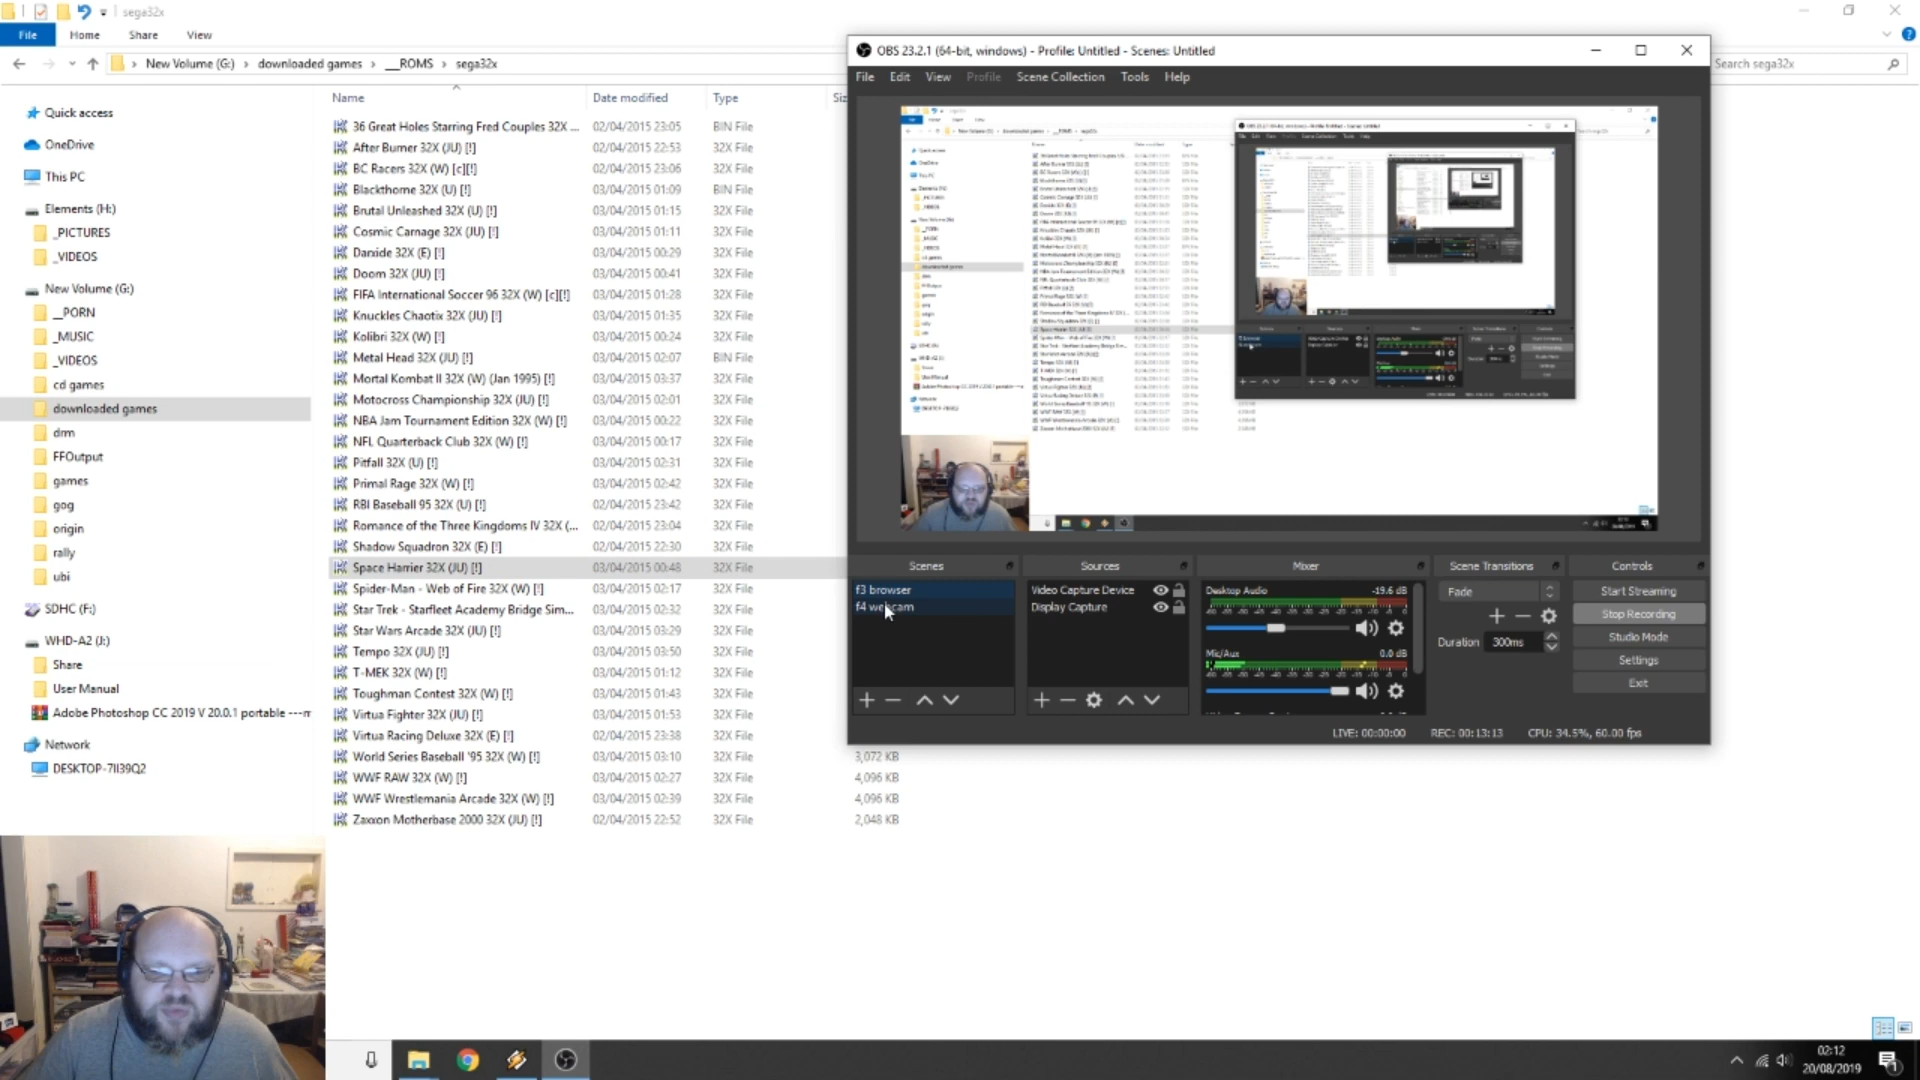 sega32x
File Home Share View
New Volume (G:) downloaded games __ROMS sega32x
Search sega32x
Quick access
OneDrive
This PC
Elements (H:)
_PICTURES
_VIDEOS
New Volume (G:)
__PORN
_MUSIC
_VIDEOS
cd games
downloaded games
drm
FFOutput
games
gog
origin
rally
ubi
SDHC (F:)
WHD-A2 (J:)
Share
User Manual
Adobe Photoshop CC 2019 V 20.0.1 portable ---m
Network
DESKTOP-7II39Q2
Name Date modified Type Siz
36 Great Holes Starring Fred Couples 32X ... 02/04/2015 23:05 BIN File
After Burner 32X (JU) [!] 02/04/2015 22:53 32X File
BC Racers 32X (W) [c][!] 02/04/2015 23:06 32X File
Blackthorne 32X (U) [!] 03/04/2015 01:09 BIN File
Brutal Unleashed 32X (U) [!] 03/04/2015 01:15 32X File
Cosmic Carnage 32X (JU) [!] 03/04/2015 01:11 32X File
Darxide 32X (E) [!] 03/04/2015 00:29 32X File
Doom 32X (JU) [!] 03/04/2015 00:41 32X File
FIFA International Soccer 96 32X (W) [c][!] 03/04/2015 01:28 32X File
Knuckles Chaotix 32X (JU) [!] 03/04/2015 01:35 32X File
Kolibri 32X (W) [!] 03/04/2015 00:24 32X File
Metal Head 32X (JU) [!] 03/04/2015 02:07 BIN File
Mortal Kombat II 32X (W) (Jan 1995) [!] 03/04/2015 03:37 32X File
Motocross Championship 32X (JU) [!] 03/04/2015 02:01 32X File
NBA Jam Tournament Edition 32X (W) [!] 03/04/2015 00:22 32X File
NFL Quarterback Club 32X (W) [!] 03/04/2015 00:17 32X File
Pitfall 32X (U) [!] 03/04/2015 02:31 32X File
Primal Rage 32X (W) [!] 03/04/2015 02:42 32X File
RBI Baseball 95 32X (U) [!] 02/04/2015 23:42 32X File
Romance of the Three Kingdoms IV 32X (... 02/04/2015 23:04 32X File
Shadow Squadron 32X (E) [!] 02/04/2015 22:30 32X File
Space Harrier 32X (JU) [!] 03/04/2015 00:48 32X File
Spider-Man - Web of Fire 32X (W) [!] 03/04/2015 02:17 32X File
Star Trek - Starfleet Academy Bridge Sim... 03/04/2015 02:32 32X File
Star Wars Arcade 32X (JU) [!] 03/04/2015 03:29 32X File
Tempo 32X (JU) [!] 03/04/2015 03:50 32X File
T-MEK 32X (W) [!] 03/04/2015 01:12 32X File
Toughman Contest 32X (W) [!] 03/04/2015 01:43 32X File
Virtua Fighter 32X (JU) [!] 03/04/2015 01:53 32X File
Virtua Racing Deluxe 32X (E) [!] 02/04/2015 23:38 32X File
World Series Baseball '95 32X (W) [!] 03/04/2015 03:10 32X File 3,072 KB
WWF RAW 32X (W) [!] 03/04/2015 02:27 32X File 4,096 KB
WWF Wrestlemania Arcade 32X (W) [!] 03/04/2015 02:39 32X File 4,096 KB
Zaxxon Motherbase 2000 32X (JU) [!] 02/04/2015 22:52 32X File 2,048 KB
OBS 23.2.1 (64-bit, windows) - Profile: Untitled - Scenes: Untitled
File Edit View Profile Scene Collection Tools Help
Scenes Sources Mixer Scene Transitions Controls
f3 browser
f4 webcam
Video Capture Device
Display Capture
Desktop Audio -19.6 dB
Mic/Aux 0.0 dB
Fade
Duration 300ms
Start Streaming
Stop Recording
Studio Mode
Settings
Exit
LIVE: 00:00:00 REC: 00:13:13 CPU: 34.5%, 60.00 fps
02:12
20/08/2019